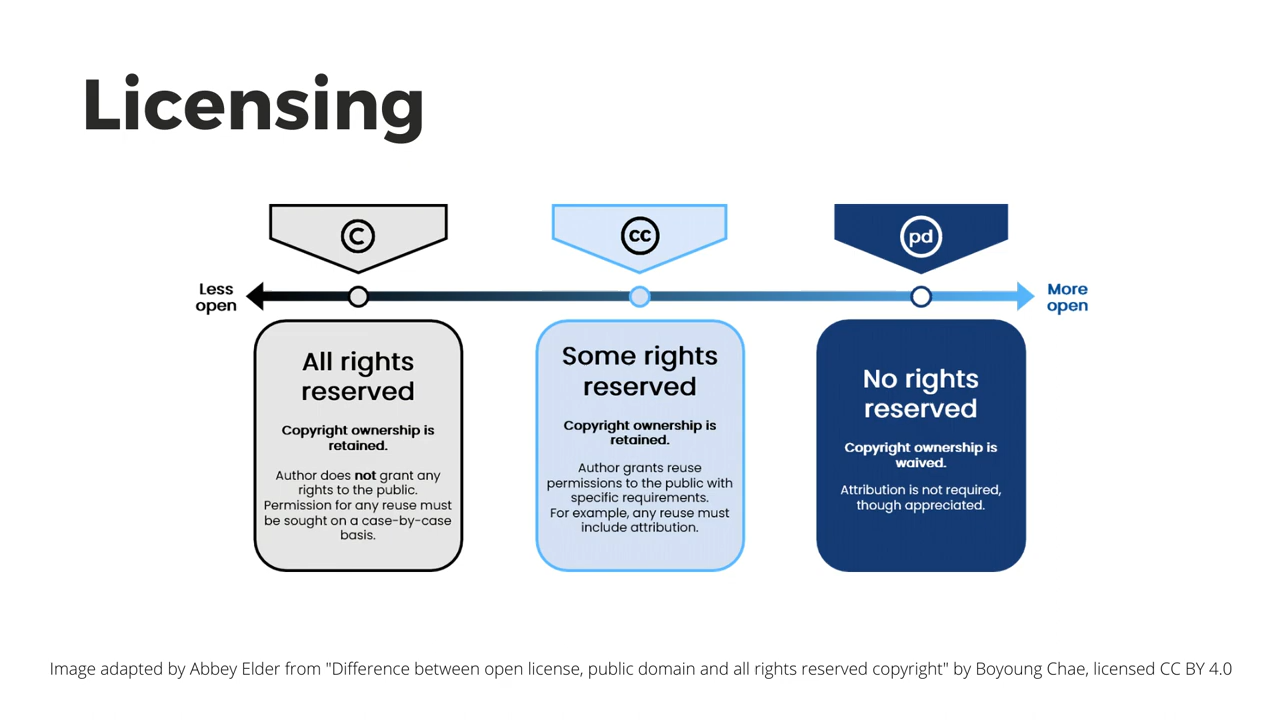 Licensing
C
cc
pd
Less
open
More
open
All rights
reserved
Copyright ownership is
retained.
Author does not grant any
rights to the public.
Permission for any reuse must
be sought on a case-by-case
basis.
Some rights
reserved
Copyright ownership is
retained.
Author grants reuse
permissions to the public with
specific requirements.
For example, any reuse must
include attribution.
No rights
reserved
Copyright ownership is
waived.
Attribution is not required,
though appreciated.
Image adapted by Abbey Elder from "Difference between open license, public domain and all rights reserved copyright" by Boyoung Chae, licensed CC BY 4.0